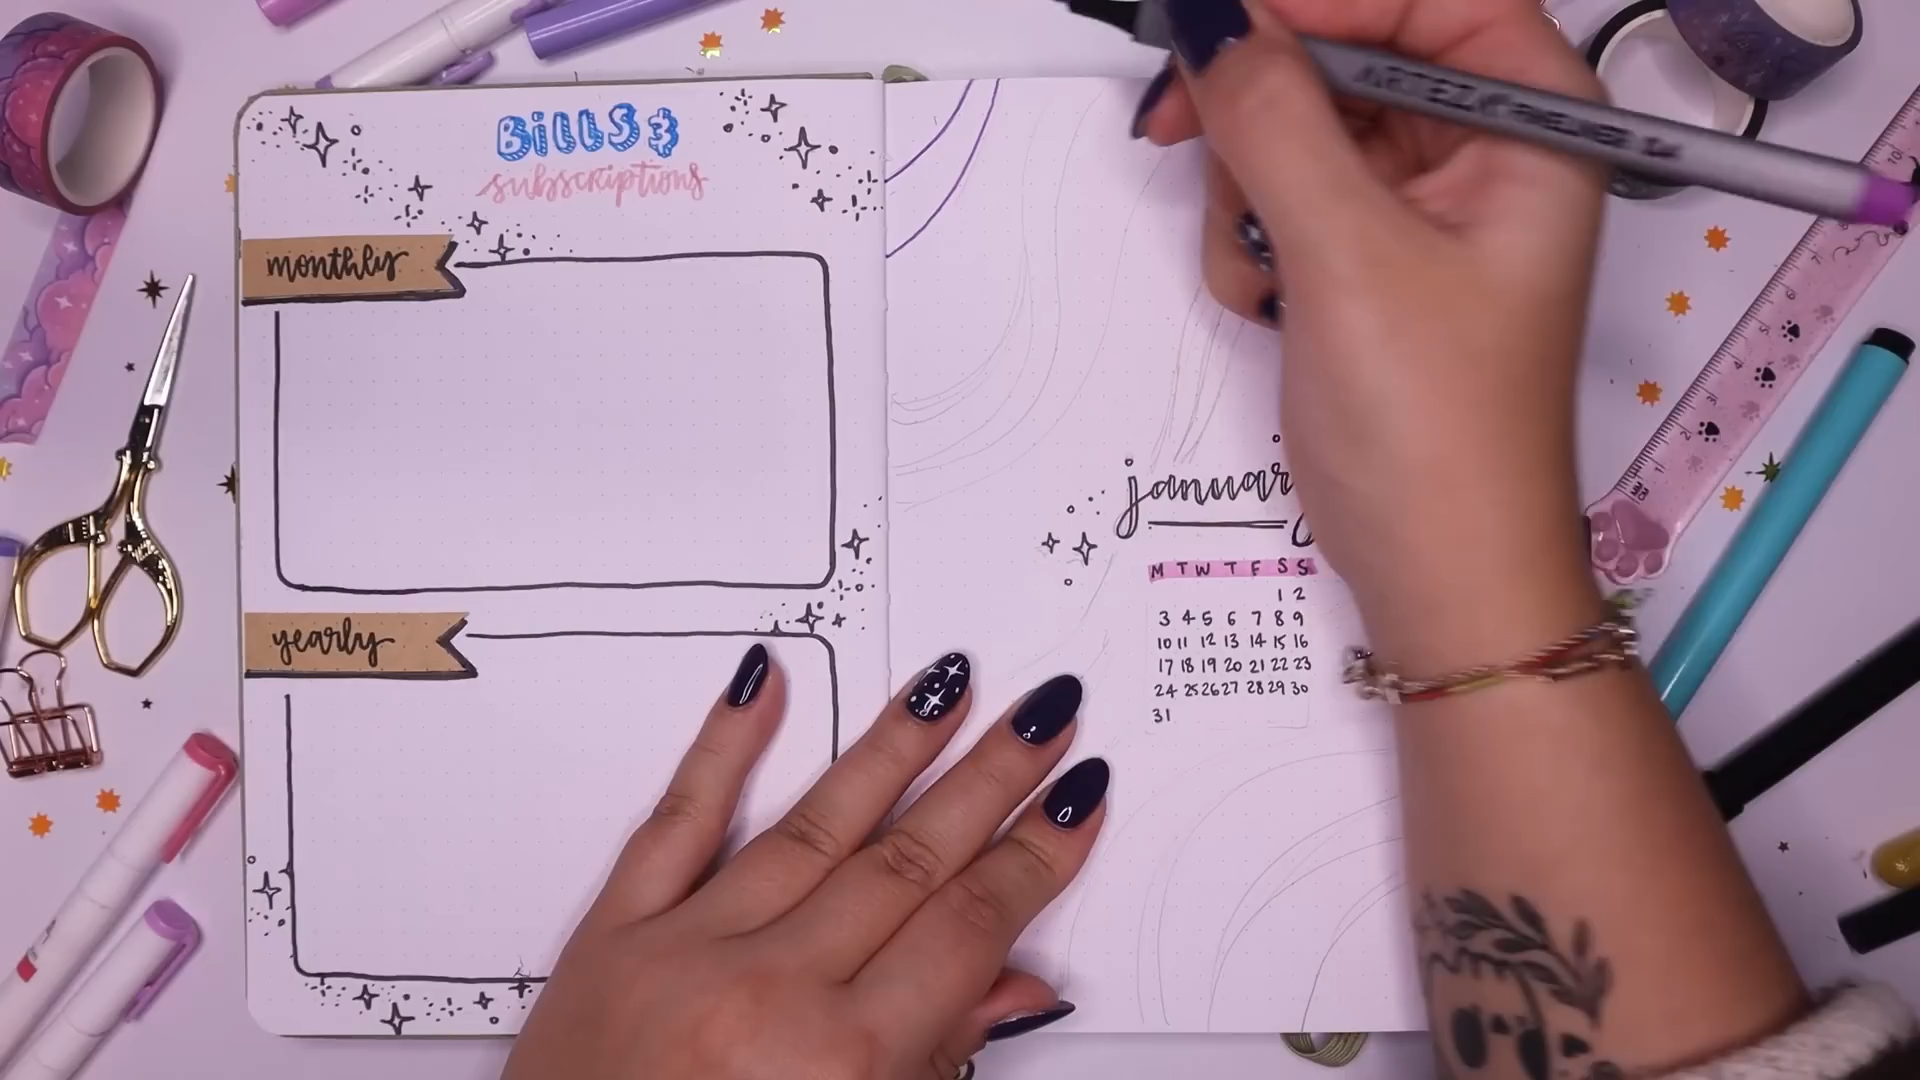 BillS &
subscriptions
monthly
yearly
januar
M T W T F S S
1 2
3 4 5 6 7 8 9
10 11 12 13 14 15 16
17 18 19 20 21 22 23
24 25 26 27 28 29 30
31